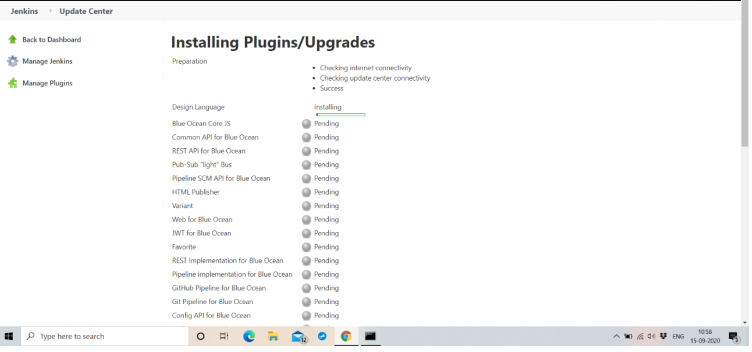 Jenkins › Update Center
Back to Dashboard
Manage Jenkins
Manage Plugins
Installing Plugins/Upgrades
Preparation
• Checking internet connectivity
• Checking update center connectivity
• Success
Design Language Installing
Blue Ocean Core JS Pending
Common API for Blue Ocean Pending
REST API for Blue Ocean Pending
Pub-Sub "light" Bus Pending
Pipeline SCM API for Blue Ocean Pending
HTML Publisher Pending
Variant Pending
Web for Blue Ocean Pending
JWT for Blue Ocean Pending
Favorite Pending
REST Implementation for Blue Ocean Pending
Pipeline implementation for Blue Ocean Pending
GitHub Pipeline for Blue Ocean Pending
Git Pipeline for Blue Ocean Pending
Config API for Blue Ocean Pending
Type here to search
12
ENG
10:58
15-09-2020
3